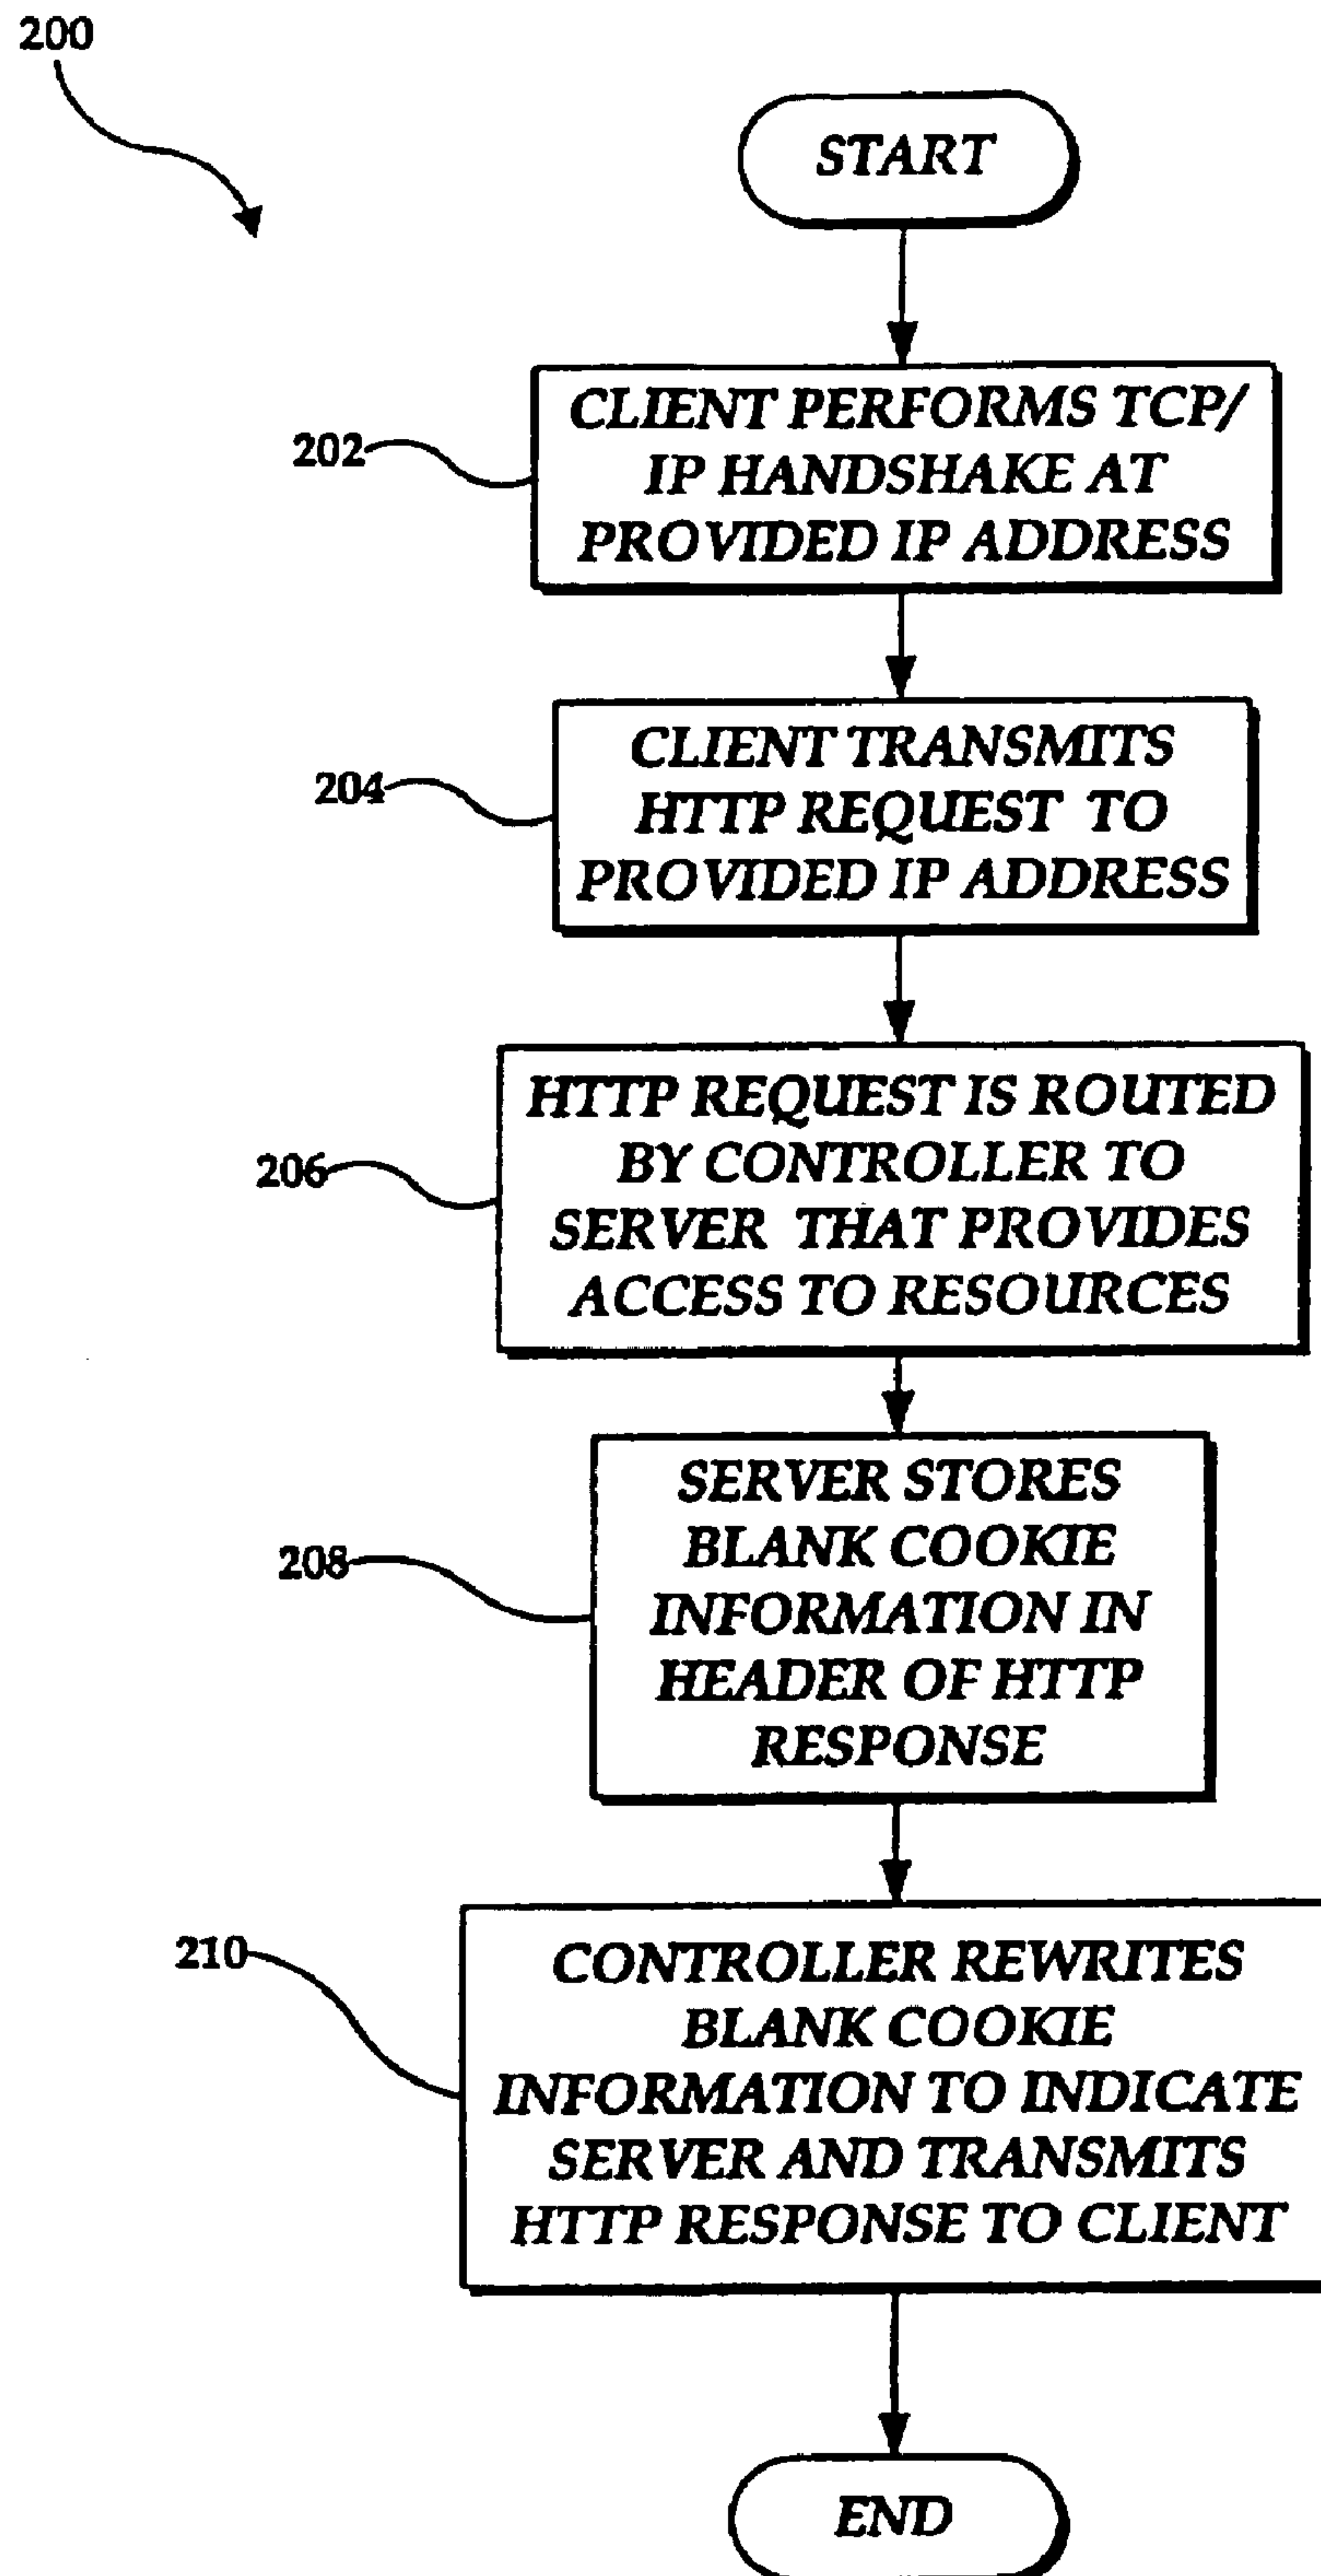 200
START
202
CLIENT PERFORMS TCP/
IP HANDSHAKE AT
PROVIDED IP ADDRESS
204
CLIENT TRANSMITS
HTTP REQUEST TO
PROVIDED IP ADDRESS
206
HTTP REQUEST IS ROUTED
BY CONTROLLER TO
SERVER THAT PROVIDES
ACCESS TO RESOURCES
208
SERVER STORES
BLANK COOKIE
INFORMATION IN
HEADER OF HTTP
RESPONSE
210
CONTROLLER REWRITES
BLANK COOKIE
INFORMATION TO INDICATE
SERVER AND TRANSMITS
HTTP RESPONSE TO CLIENT
END